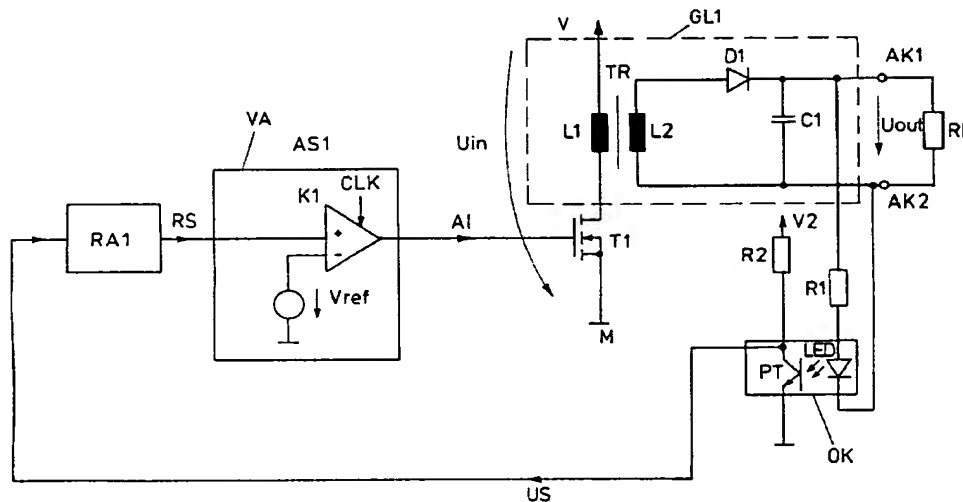 V
GL1
TR
D1
AK1
VA
AS1
Uin
L1
L2
C1
Uout
K1
CLK
AK2
RA1
RS
+
AI
T1
V2
-
R2
Vref
R1
M
LED
PT
OK
US